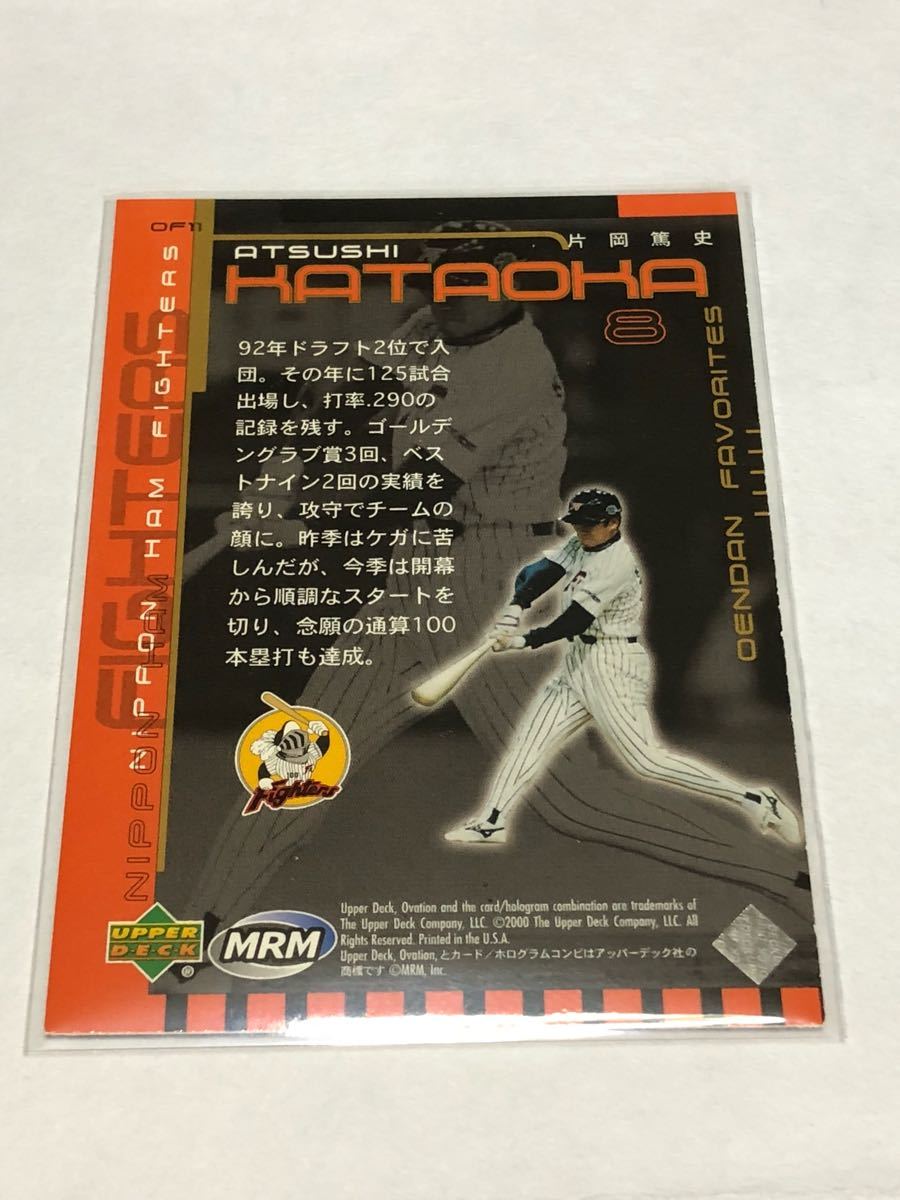 OF11
ATSUSHI
片岡篤史
KATAOKA
8
92年ドラフト2位で入
団。その年に125試合
出場し、打率.290の
記録を残す。ゴールデ
ングラブ賞3回、ベス
トナイン2回の実績を
誇り、攻守でチームの
顔に。昨季はケガに苦
しんだが、今季は開幕
から順調なスタートを
切り、念願の通算100
本塁打も達成。
OENDAN FAVORITES
NIPPON HAM FIGHTERS
FIGHTERS
NIPPON HAM
Fighters
UPPER
DECK
®
MRM
Upper Deck, Ovation and the card/hologram combination are trademarks of
The Upper Deck Company, LLC. ©2000 The Upper Deck Company, LLC. All
Rights Reserved. Printed in the U.S.A.
Upper Deck, Ovation, とカード／ホログラムコンビはアッパーデック社の
商標です ©MRM, Inc.